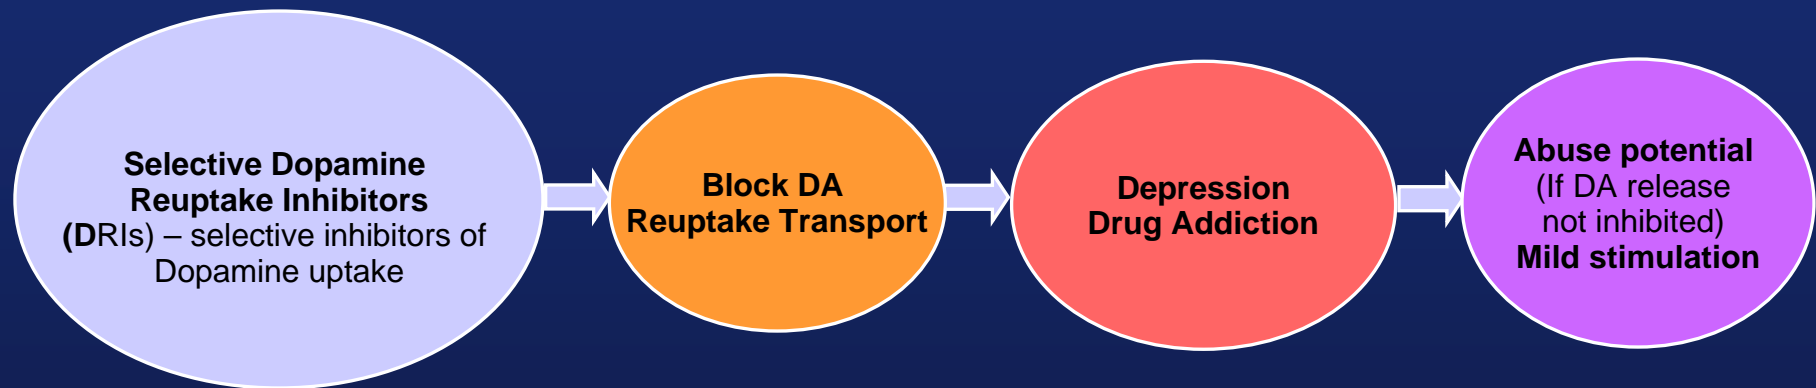 Selective Dopamine
Reuptake Inhibitors
(DRIs) – selective inhibitors of
Dopamine uptake
Block DA
Reuptake Transport
Depression
Drug Addiction
Abuse potential
(If DA release
not inhibited)
Mild stimulation